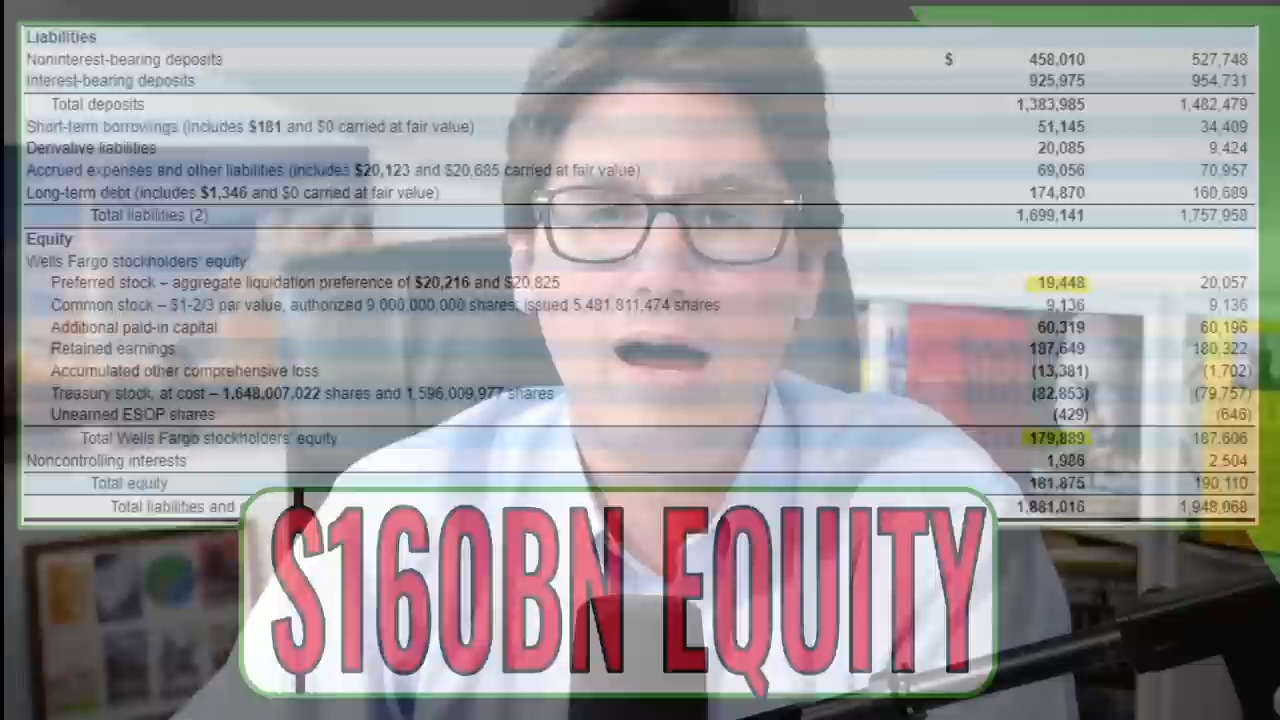 Liabilities
Noninterest-bearing deposits $ 458,010 527,748
Interest-bearing deposits 925,975 954,731
Total deposits 1,383,985 1,482,479
Short-term borrowings (includes $181 and $0 carried at fair value) 51,145 34,409
Derivative liabilities 20,085 9,424
Accrued expenses and other liabilities (includes $20,123 and $20,685 carried at fair value) 69,056 70,957
Long-term debt (includes $1,346 and $0 carried at fair value) 174,870 160,689
Total liabilities (2) 1,699,141 1,757,958
Equity
Wells Fargo stockholders' equity
Preferred stock – aggregate liquidation preference of $20,216 and $20,825 19,448 20,057
Common stock – $1-2/3 par value, authorized 9,000,000,000 shares; issued 5,481,811,474 shares 9,136 9,136
Additional paid-in capital 60,319 60,196
Retained earnings 187,649 180,322
Accumulated other comprehensive loss (13,381) (1,702)
Treasury stock, at cost – 1,648,007,022 shares and 1,596,009,977 shares (82,853) (79,757)
Unearned ESOP shares (429) (646)
Total Wells Fargo stockholders' equity 179,889 187,606
Noncontrolling interests 1,986 2,504
Total equity 181,875 190,110
Total liabilities and 1,881,016 1,948,068
$160BN EQUITY